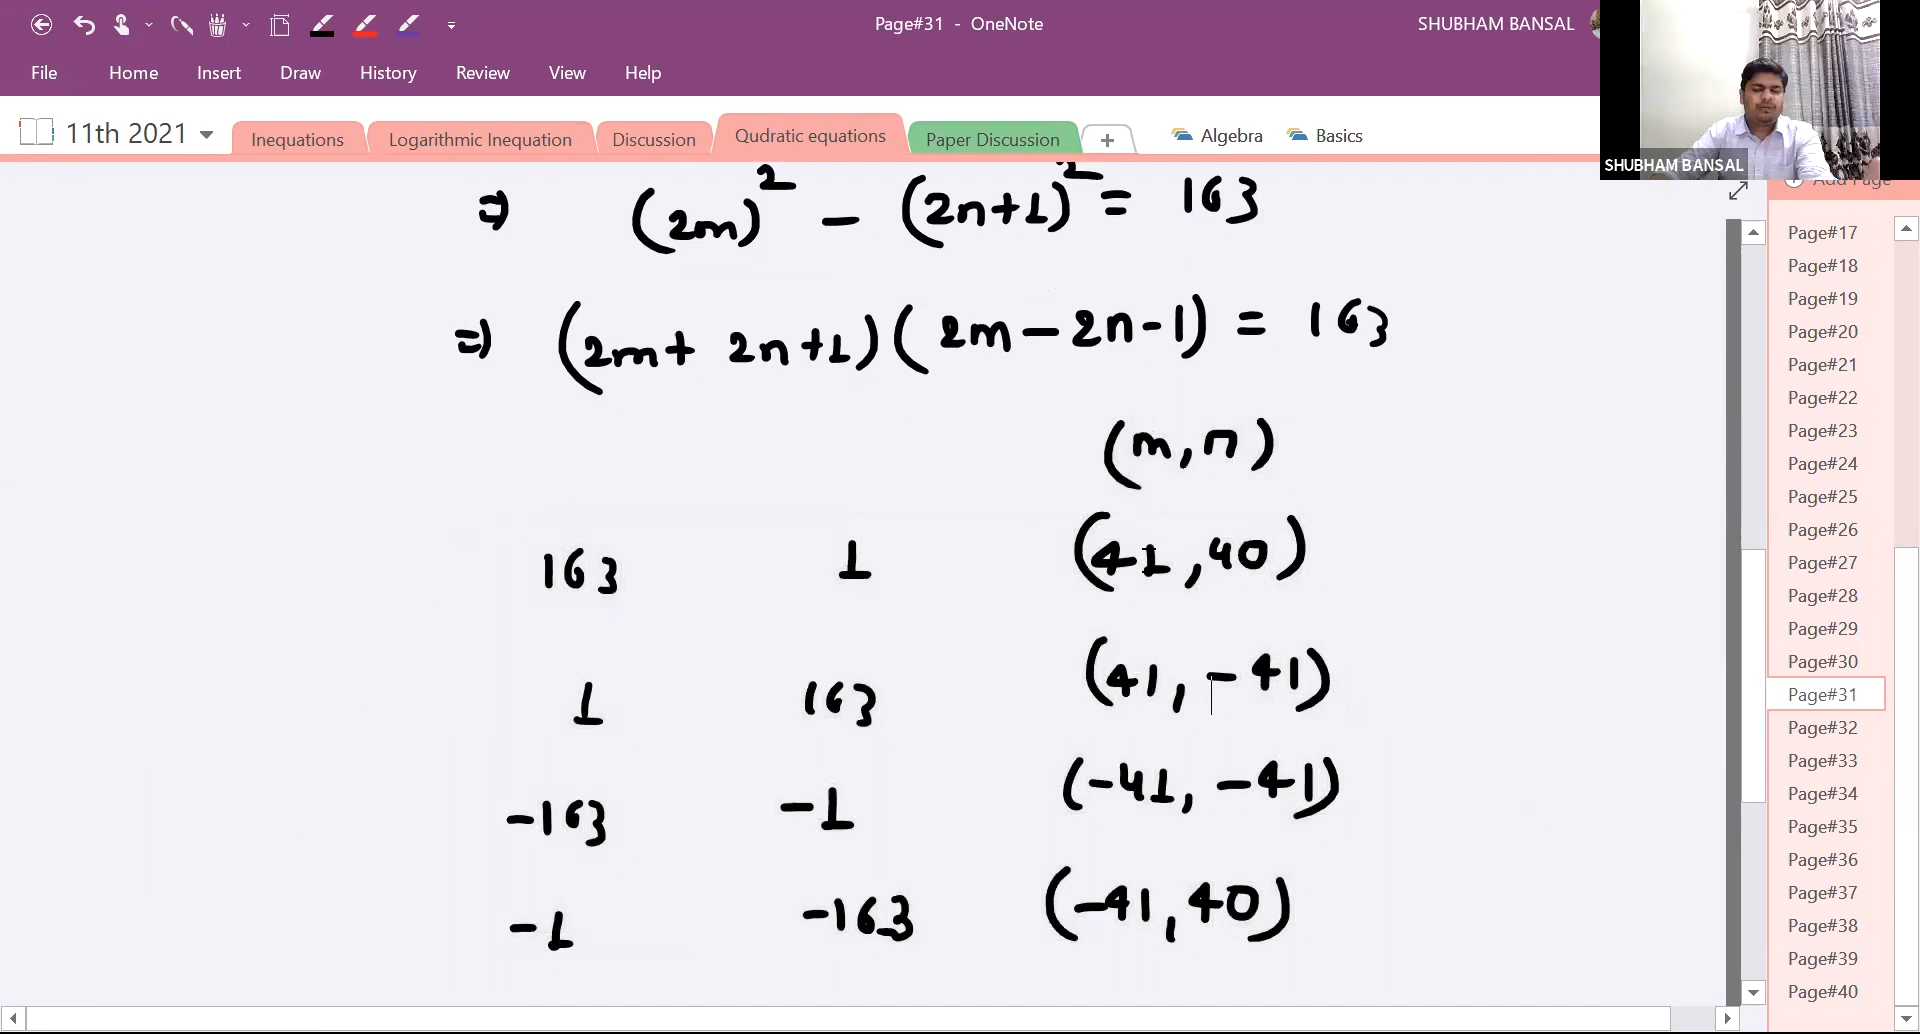 Page#31 - OneNote
SHUBHAM BANSAL
File Home Insert Draw History Review View Help
11th 2021
Inequations
Logarithmic Inequation
Discussion
Qudratic equations
Paper Discussion
+
Algebra
Basics
SHUBHAM BANSAL
Add Page
⇒ (2m)² − (2n+1)² = 163
⇒ (2m + 2n+1)(2m − 2n − 1) = 163
(m, n)
163 1 (41, 40)
1 163 (41, −41)
−163 −1 (−41, −41)
−1 −163 (−41, 40)
Page#17
Page#18
Page#19
Page#20
Page#21
Page#22
Page#23
Page#24
Page#25
Page#26
Page#27
Page#28
Page#29
Page#30
Page#31
Page#32
Page#33
Page#34
Page#35
Page#36
Page#37
Page#38
Page#39
Page#40